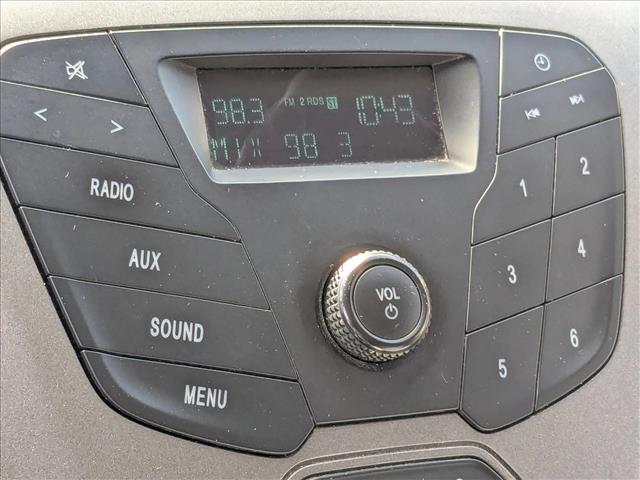 98.3 FM 2 RDS ST 10:43
MIX 98 3
< >
RADIO
AUX
SOUND
MENU
VOL
1 2
3 4
5 6